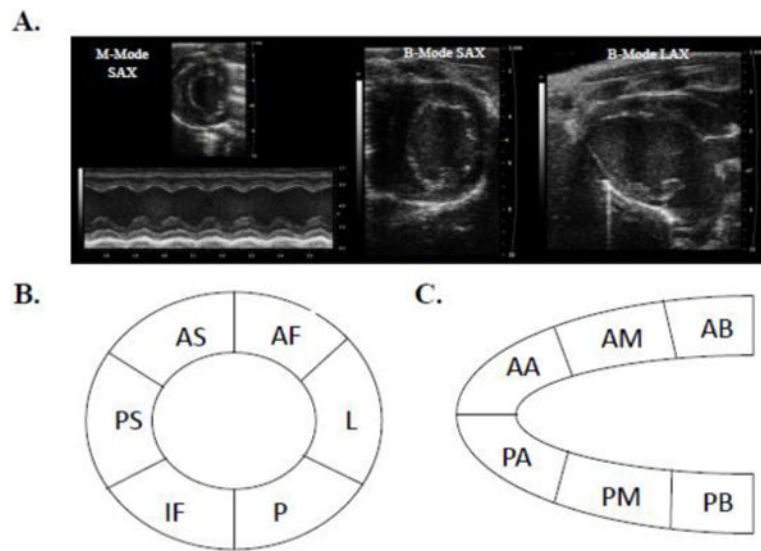 A.
M-Mode
SAX
B-Mode SAX
B-Mode LAX
B.
C.
AS AF
PS L
IF P
AA AM AB
PA PM PB